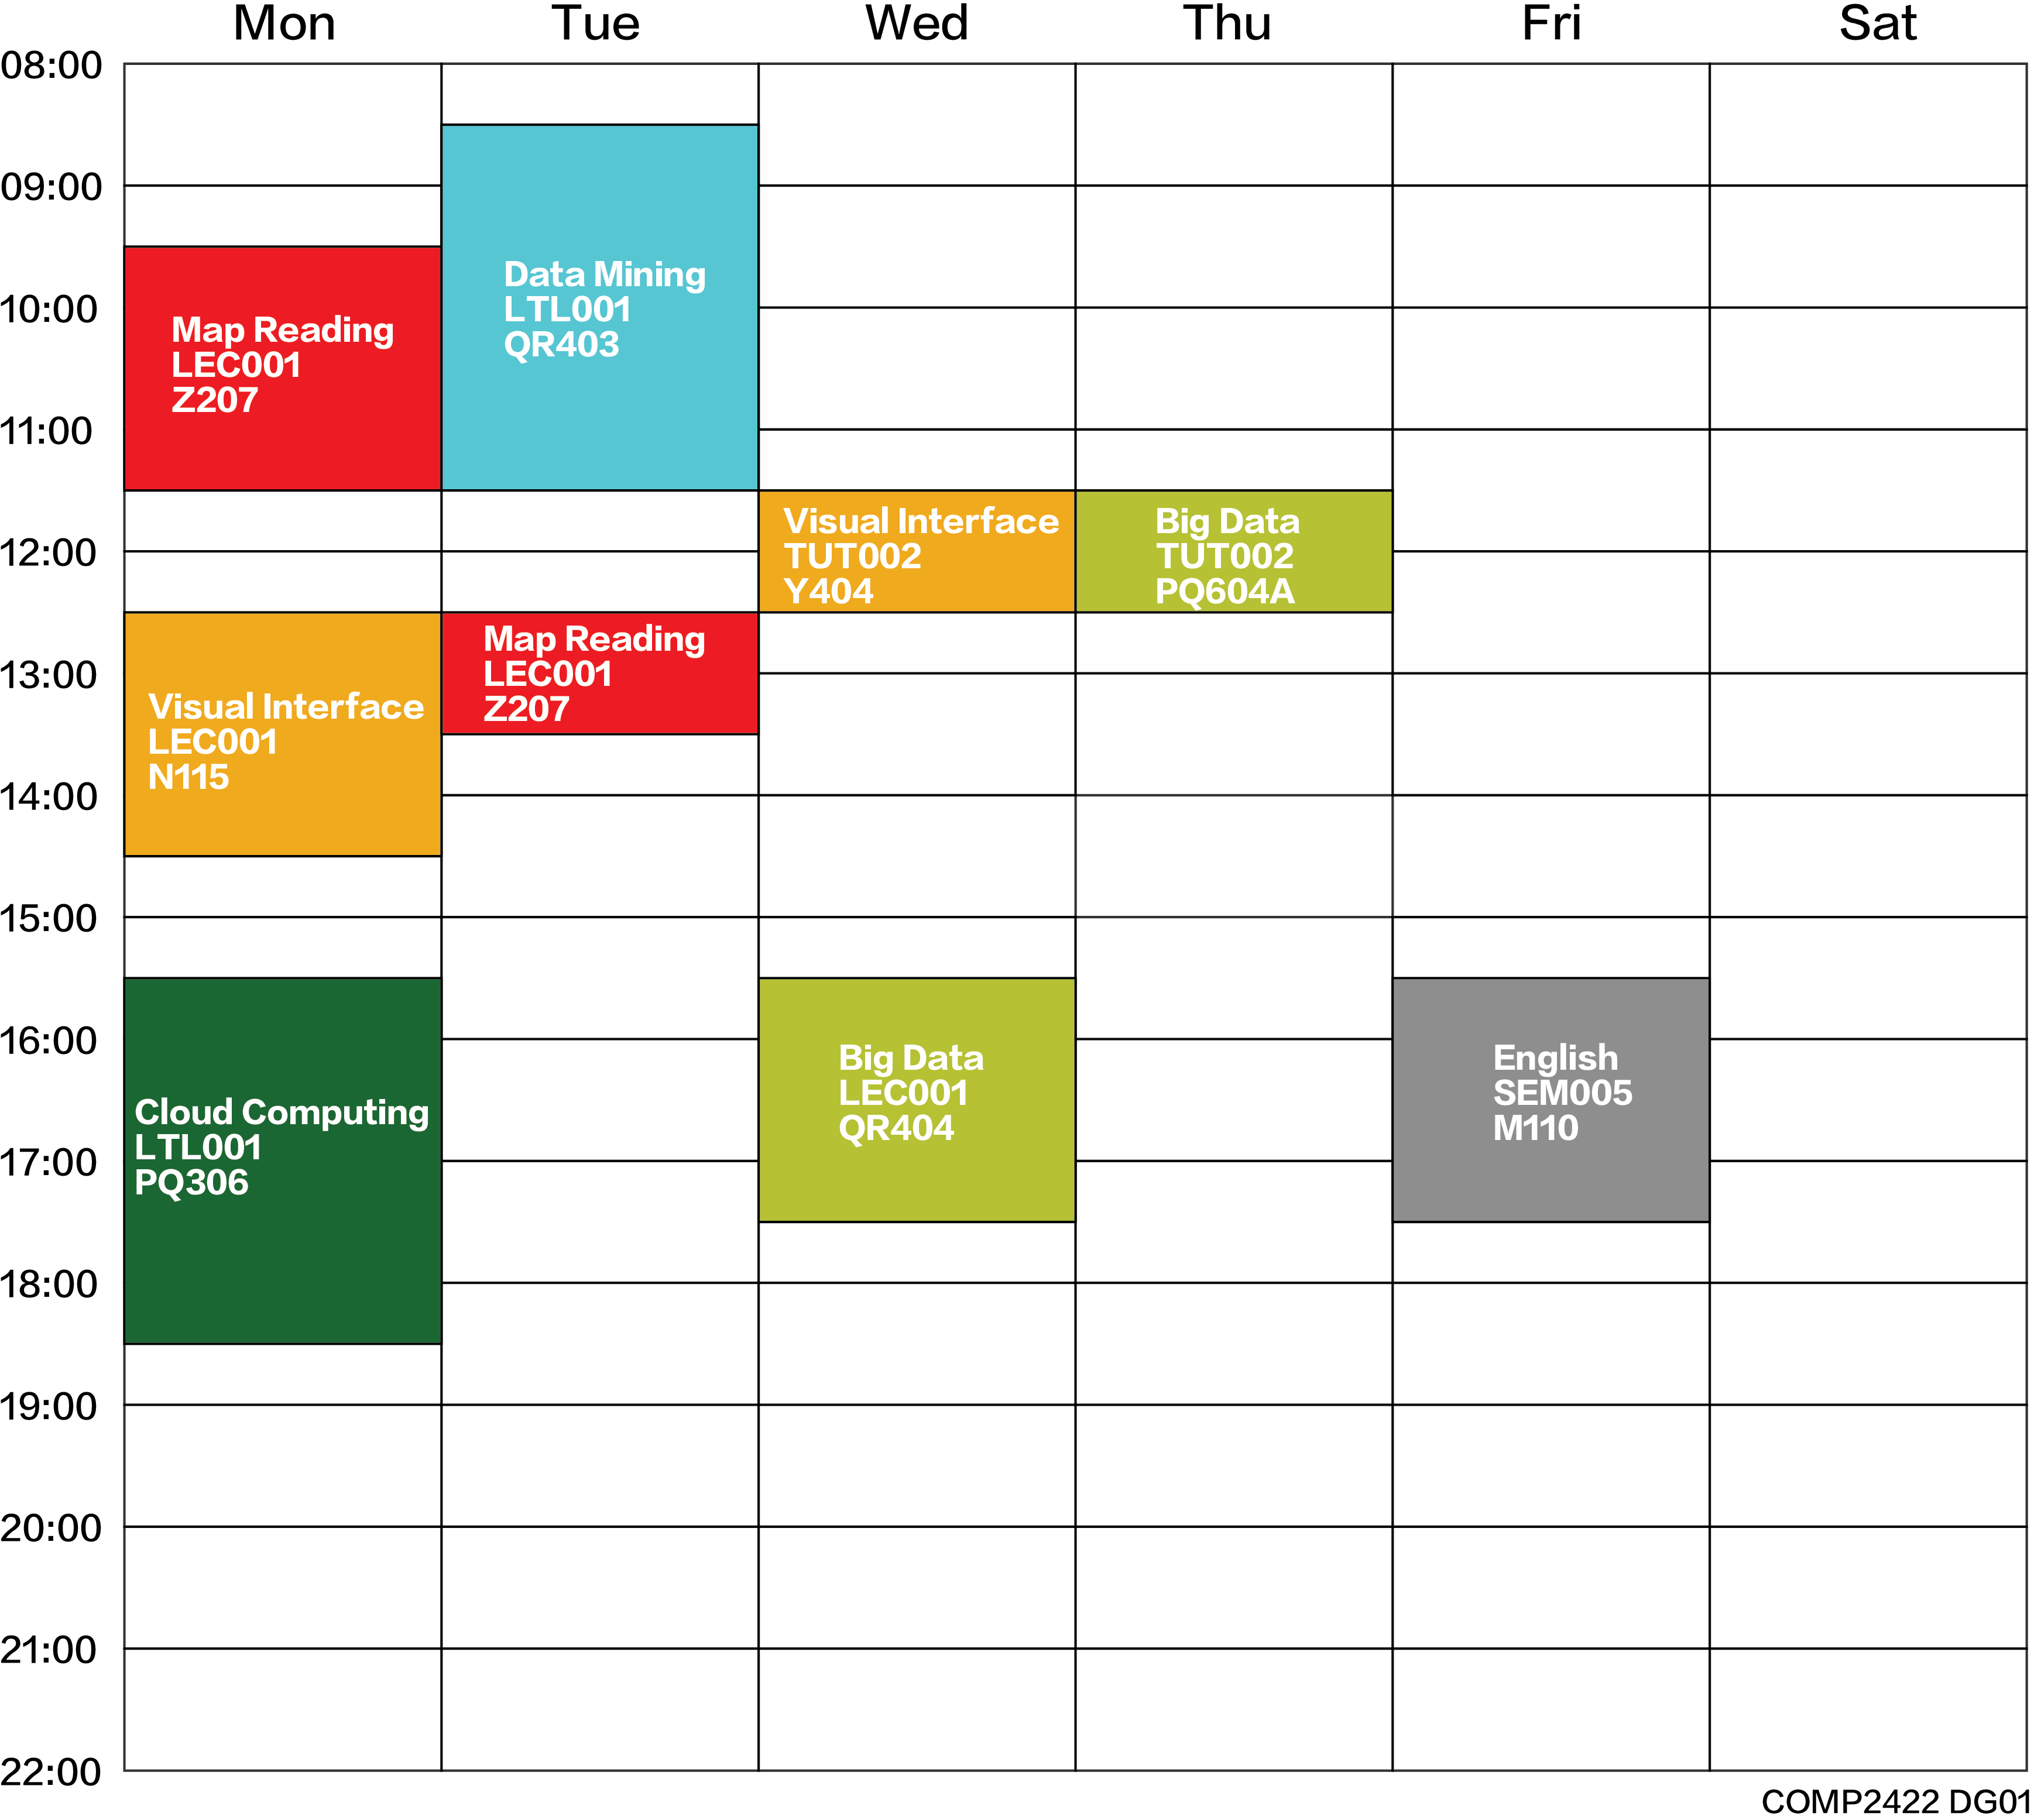 Mon Tue Wed Thu Fri Sat
08:00
09:00
10:00
11:00
12:00
13:00
14:00
15:00
16:00
17:00
18:00
19:00
20:00
21:00
22:00
Map Reading
LEC001
Z207
Visual Interface
LEC001
N115
Cloud Computing
LTL001
PQ306
Data Mining
LTL001
QR403
Map Reading
LEC001
Z207
Visual Interface
TUT002
Y404
Big Data
LEC001
QR404
Big Data
TUT002
PQ604A
English
SEM005
M110
COMP2422 DG01